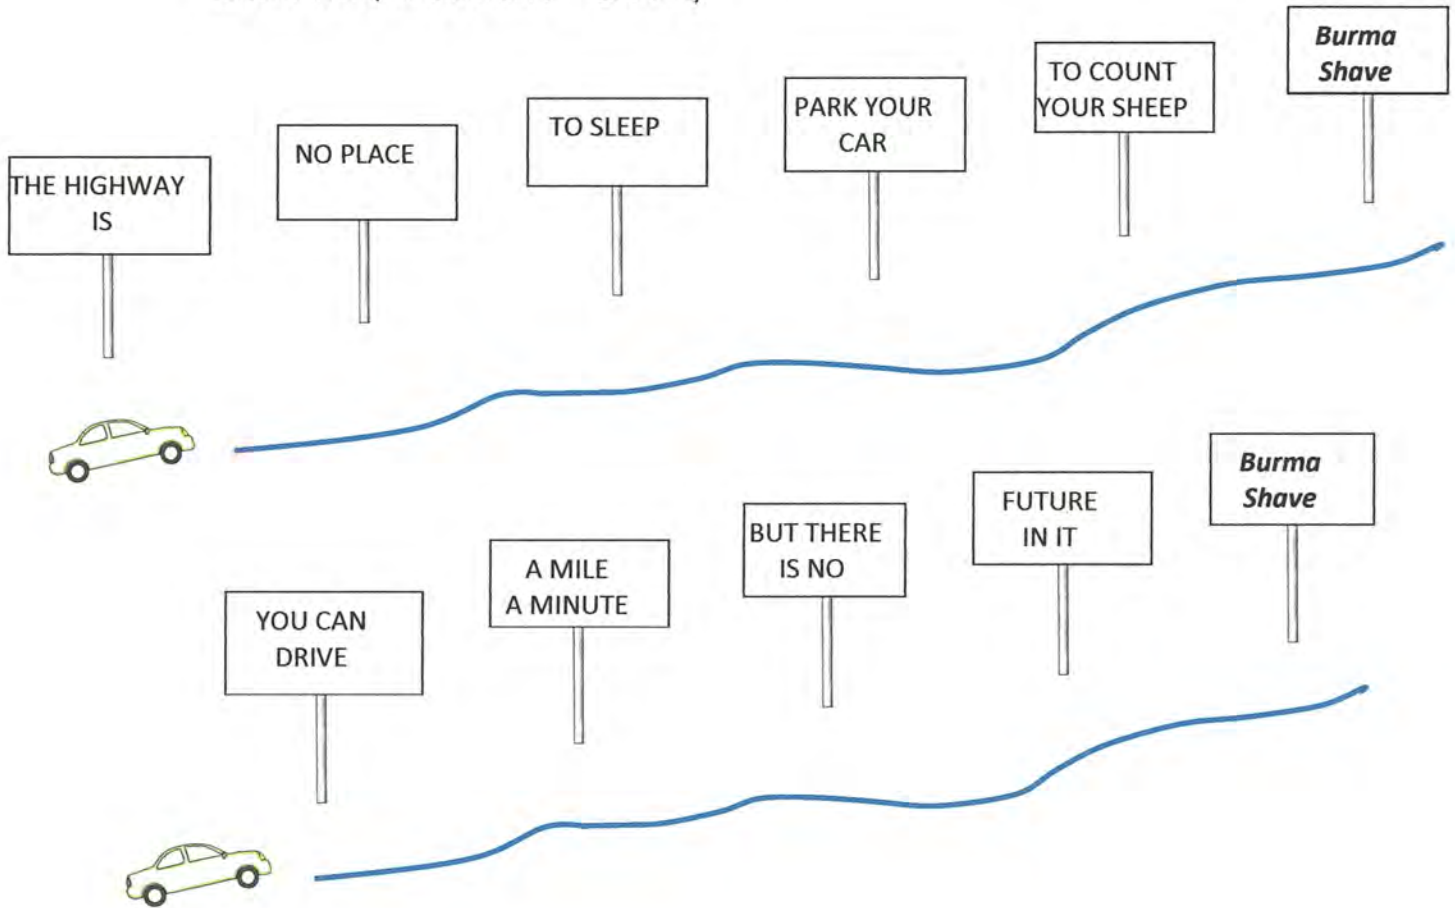 THE HIGHWAY
IS
NO PLACE
TO SLEEP
PARK YOUR
CAR
TO COUNT
YOUR SHEEP
Burma
Shave
YOU CAN
DRIVE
A MILE
A MINUTE
BUT THERE
IS NO
FUTURE
IN IT
Burma
Shave